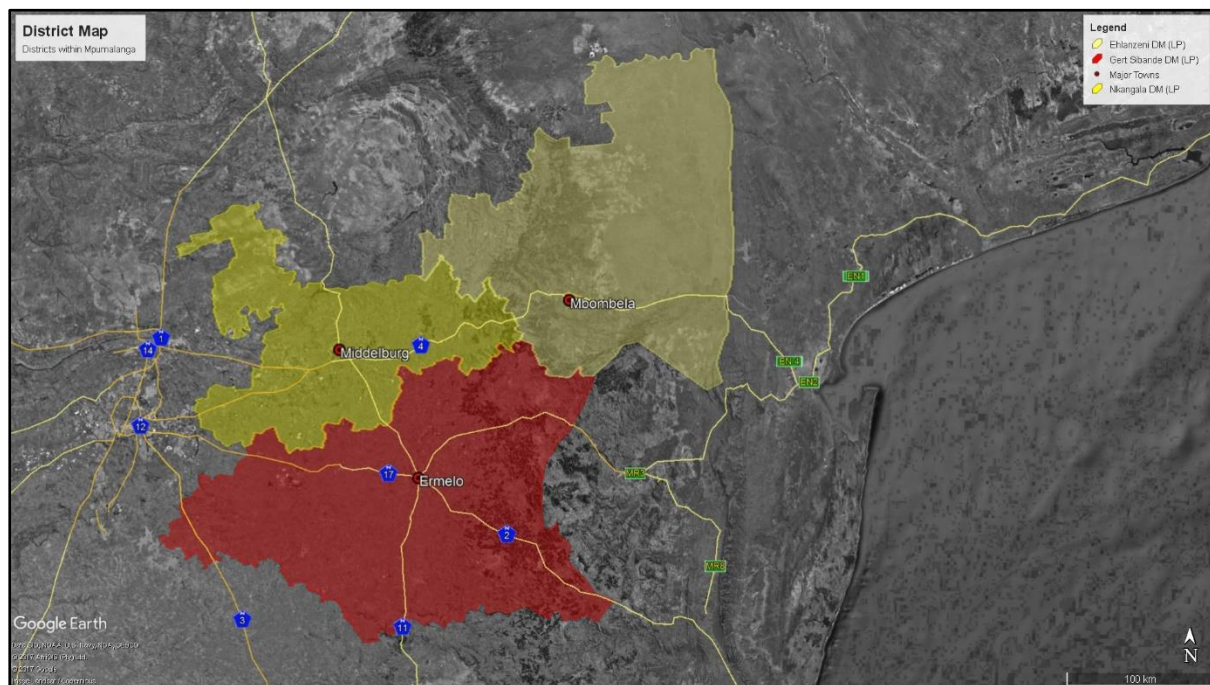 District Map
Districts within Mpumalanga
Legend
Ehlanzeni DM (LP)
Gert Sibande DM (LP)
Major Towns
Nkangala DM (LP
EN1
Mbombela
1
14
Middelburg
4
EN4
EN2
12
17
Ermelo
MR3
2
MR8
3
11
Google Earth
N
100 km